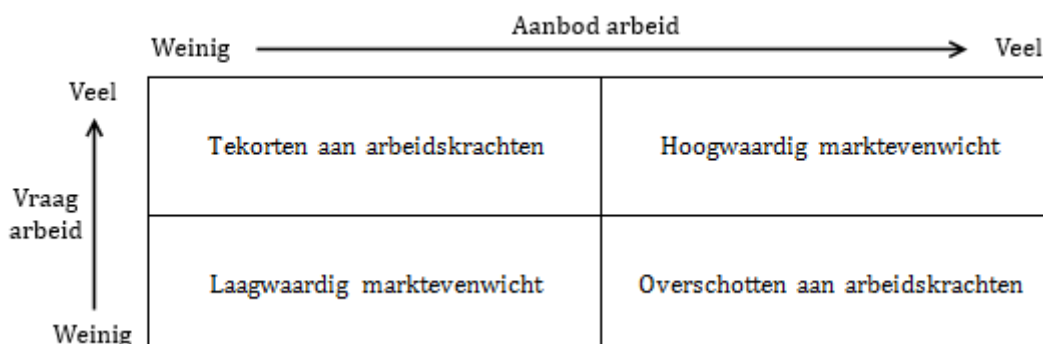 Aanbod arbeid
Weinig
Veel
Veel
Tekorten aan arbeidskrachten
Hoogwaardig marktevenwicht
Vraag
arbeid
Laagwaardig marktevenwicht
Overschotten aan arbeidskrachten
Weinig